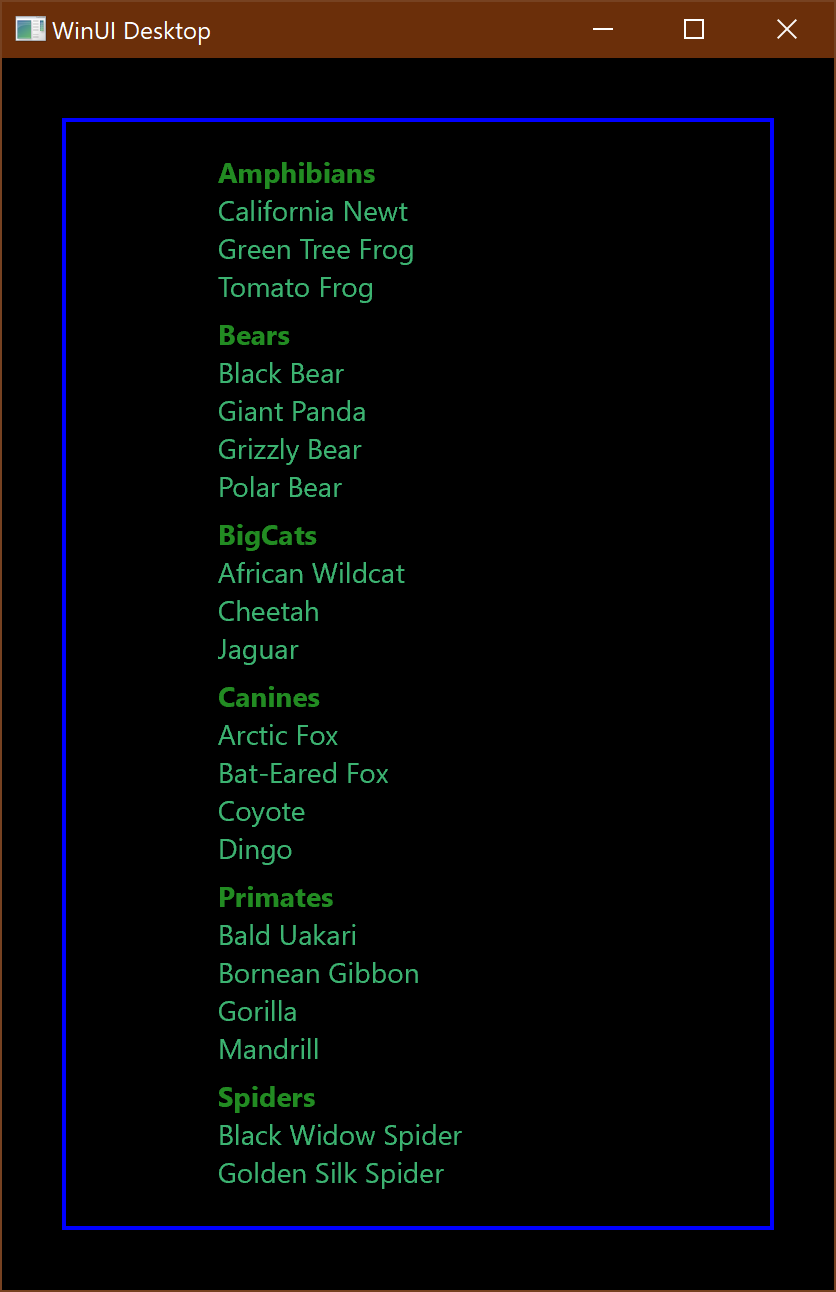 WinUI Desktop
Amphibians
California Newt
Green Tree Frog
Tomato Frog
Bears
Black Bear
Giant Panda
Grizzly Bear
Polar Bear
BigCats
African Wildcat
Cheetah
Jaguar
Canines
Arctic Fox
Bat-Eared Fox
Coyote
Dingo
Primates
Bald Uakari
Bornean Gibbon
Gorilla
Mandrill
Spiders
Black Widow Spider
Golden Silk Spider